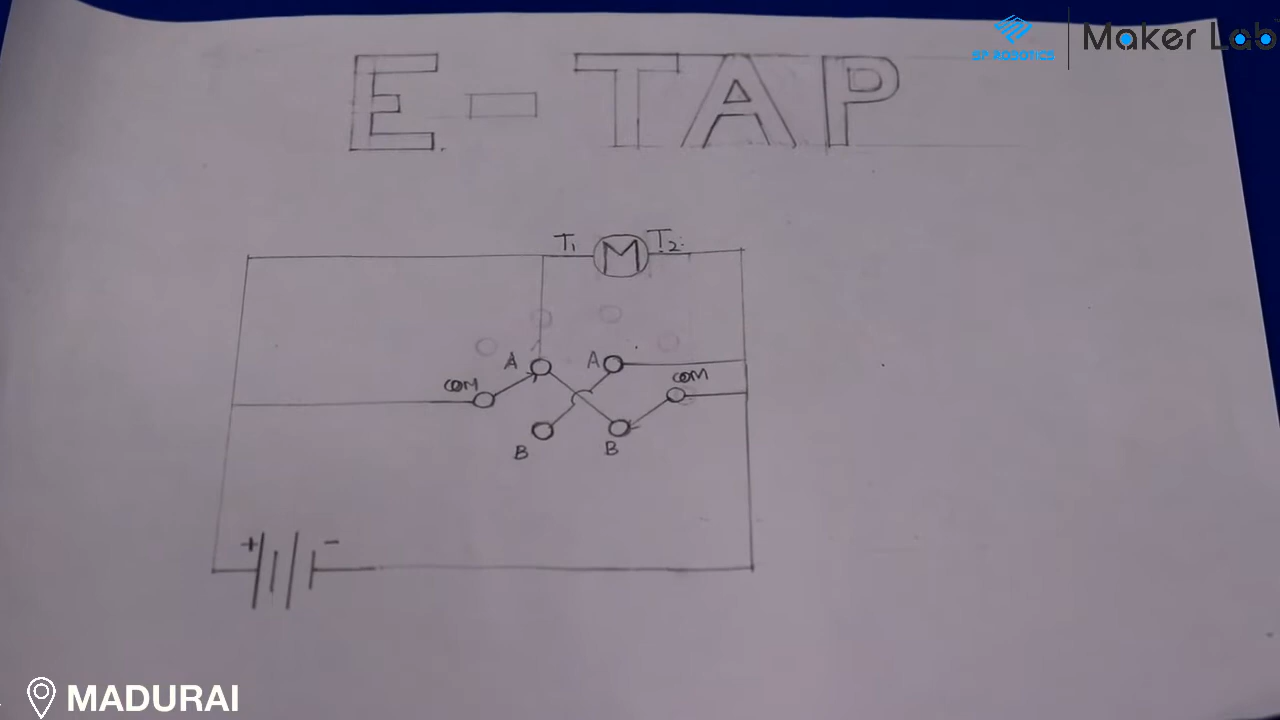 SP ROBOTICS
Maker Lab
E-TAP
T1 M T2
A A
COM COM
B B
+ -
MADURAI